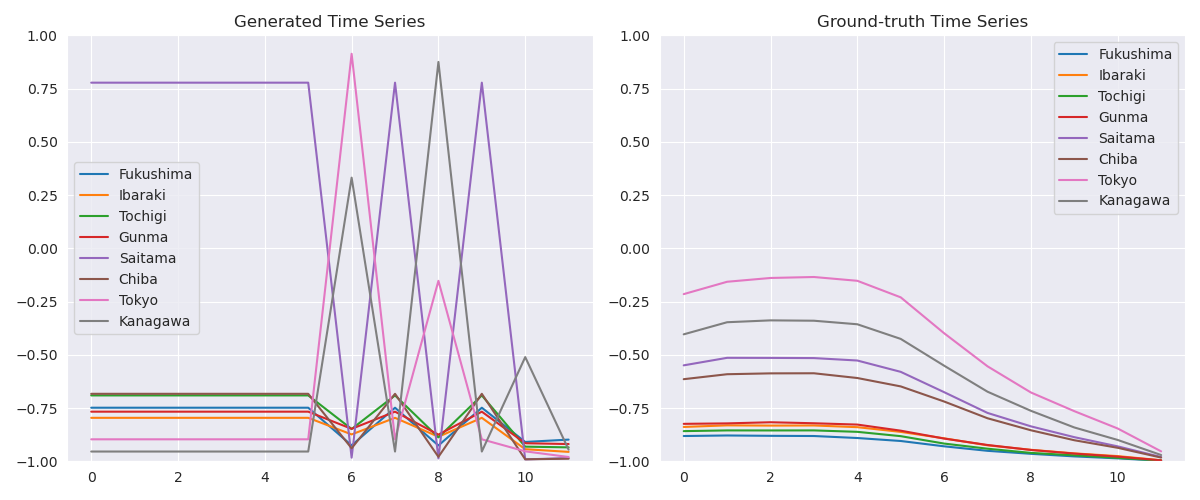 Generated Time Series
1.00
0.75
0.50
0.25
0.00
−0.25
−0.50
−0.75
−1.00
0 2 4 6 8 10
Fukushima
Ibaraki
Tochigi
Gunma
Saitama
Chiba
Tokyo
Kanagawa
Ground-truth Time Series
1.00
0.75
0.50
0.25
0.00
−0.25
−0.50
−0.75
−1.00
0 2 4 6 8 10
Fukushima
Ibaraki
Tochigi
Gunma
Saitama
Chiba
Tokyo
Kanagawa